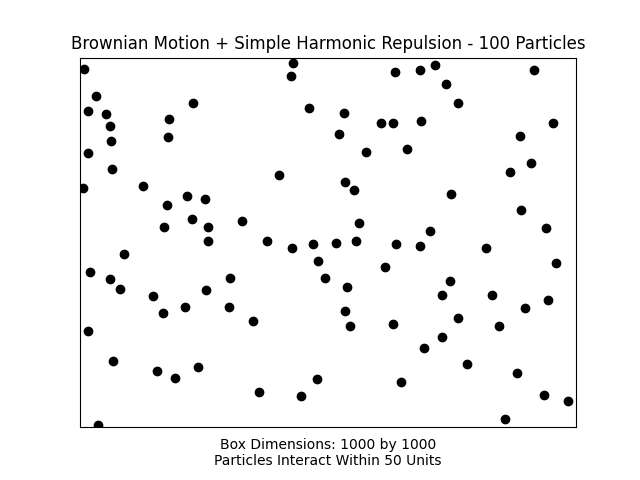 Brownian Motion + Simple Harmonic Repulsion - 100 Particles
Box Dimensions: 1000 by 1000
Particles Interact Within 50 Units